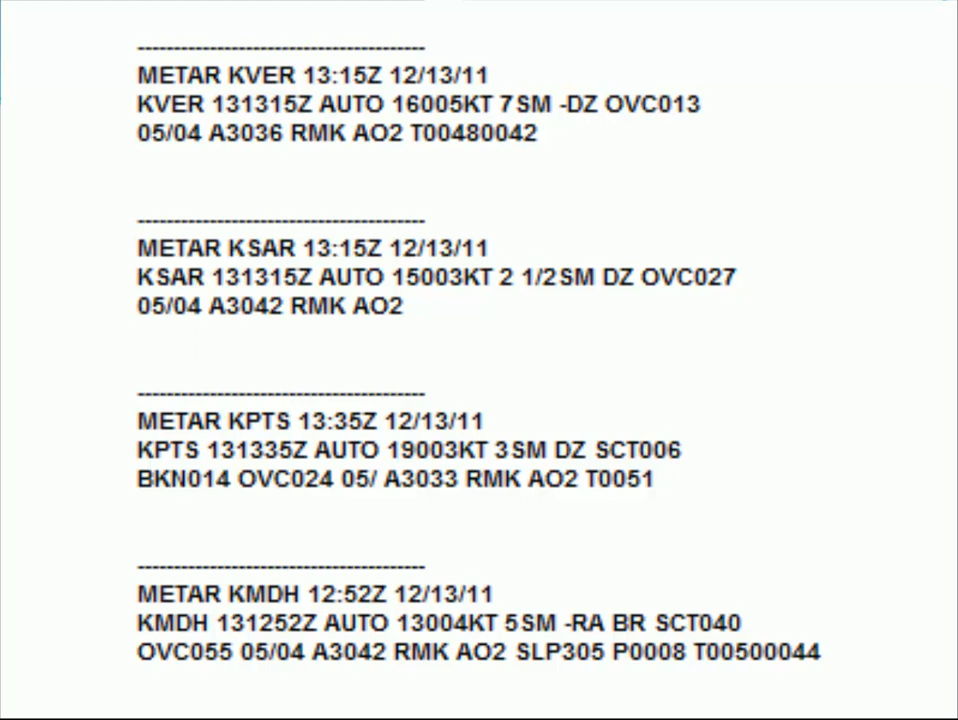 ----------------------------------------
METAR KVER 13:15Z 12/13/11
KVER 131315Z AUTO 16005KT 7SM -DZ OVC013
05/04 A3036 RMK AO2 T00480042
----------------------------------------
METAR KSAR 13:15Z 12/13/11
KSAR 131315Z AUTO 15003KT 2 1/2SM DZ OVC027
05/04 A3042 RMK AO2
----------------------------------------
METAR KPTS 13:35Z 12/13/11
KPTS 131335Z AUTO 19003KT 3SM DZ SCT006
BKN014 OVC024 05/ A3033 RMK AO2 T0051
----------------------------------------
METAR KMDH 12:52Z 12/13/11
KMDH 131252Z AUTO 13004KT 5SM -RA BR SCT040
OVC055 05/04 A3042 RMK AO2 SLP305 P0008 T00500044